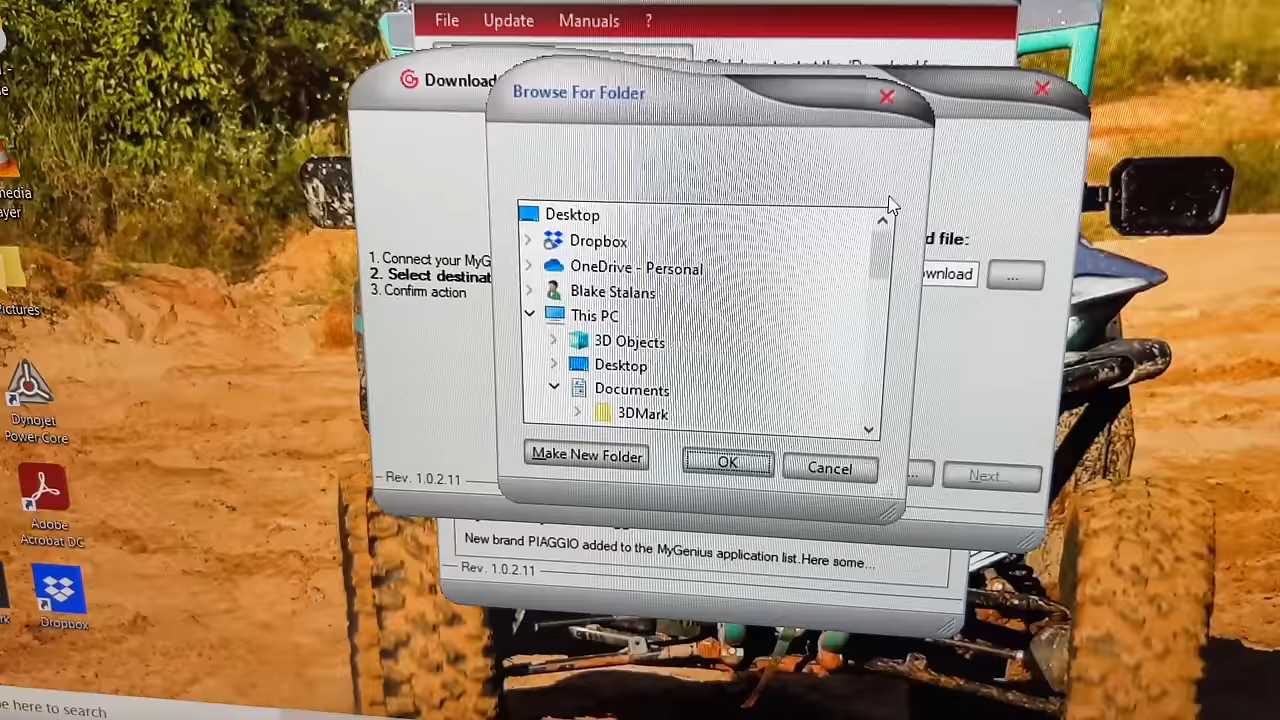 File Update Manuals ?
Download
Browse For Folder
Desktop
Dropbox
OneDrive - Personal
Blake Stalans
This PC
3D Objects
Desktop
Documents
3DMark
Make New Folder
OK
Cancel
1. Connect your MyG
2. Select destinat
3. Confirm action
d file:
wnload
...
Rev. 1.0.2.11
...
Next...
New brand PIAGGIO added to the MyGenius application list.Here some...
Rev. 1.0.2.11
media
ayer
Pictures
Dynojet
Power Core
Adobe
Acrobat DC
rk
Dropbox
e here to search